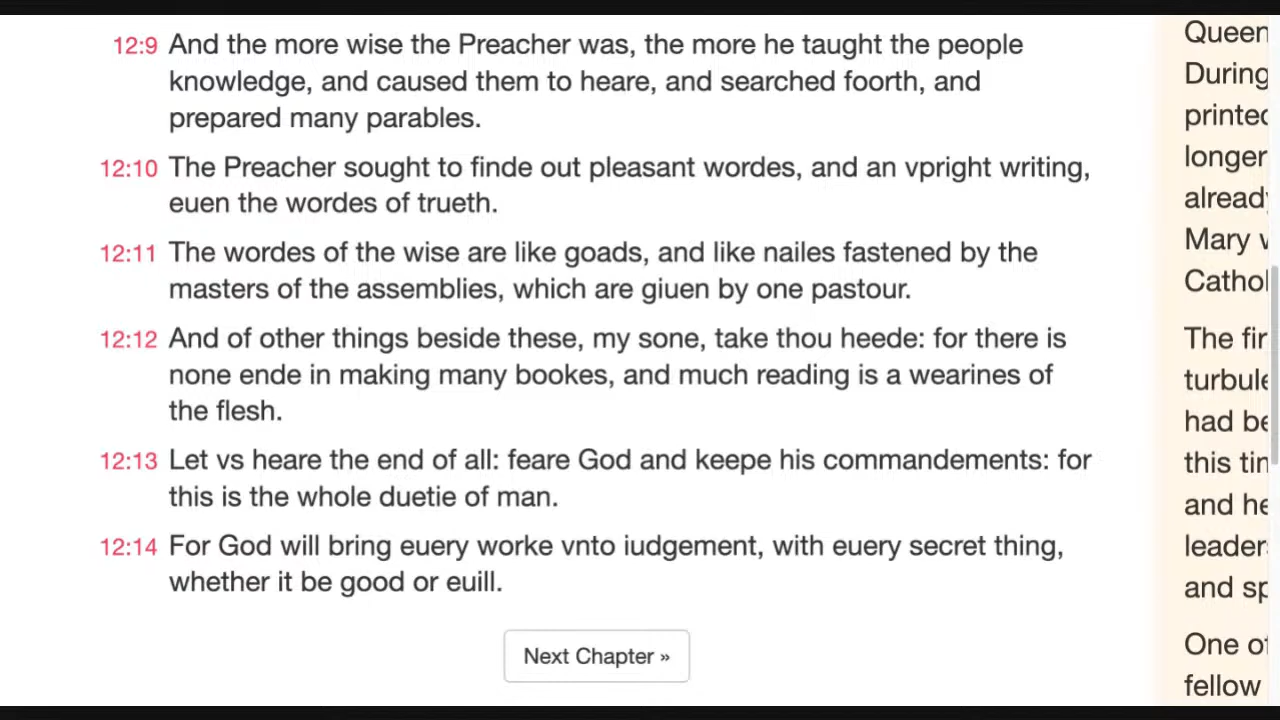 12:9 And the more wise the Preacher was, the more he taught the people
knowledge, and caused them to heare, and searched foorth, and
prepared many parables.
12:10 The Preacher sought to finde out pleasant wordes, and an vpright writing,
euen the wordes of trueth.
12:11 The wordes of the wise are like goads, and like nailes fastened by the
masters of the assemblies, which are giuen by one pastour.
12:12 And of other things beside these, my sone, take thou heede: for there is
none ende in making many bookes, and much reading is a wearines of
the flesh.
12:13 Let vs heare the end of all: feare God and keepe his commandements: for
this is the whole duetie of man.
12:14 For God will bring euery worke vnto iudgement, with euery secret thing,
whether it be good or euill.
Next Chapter »
Queen
During
longer
Mary
The fir
had be
this
and he
leader
and sp
One
fellow